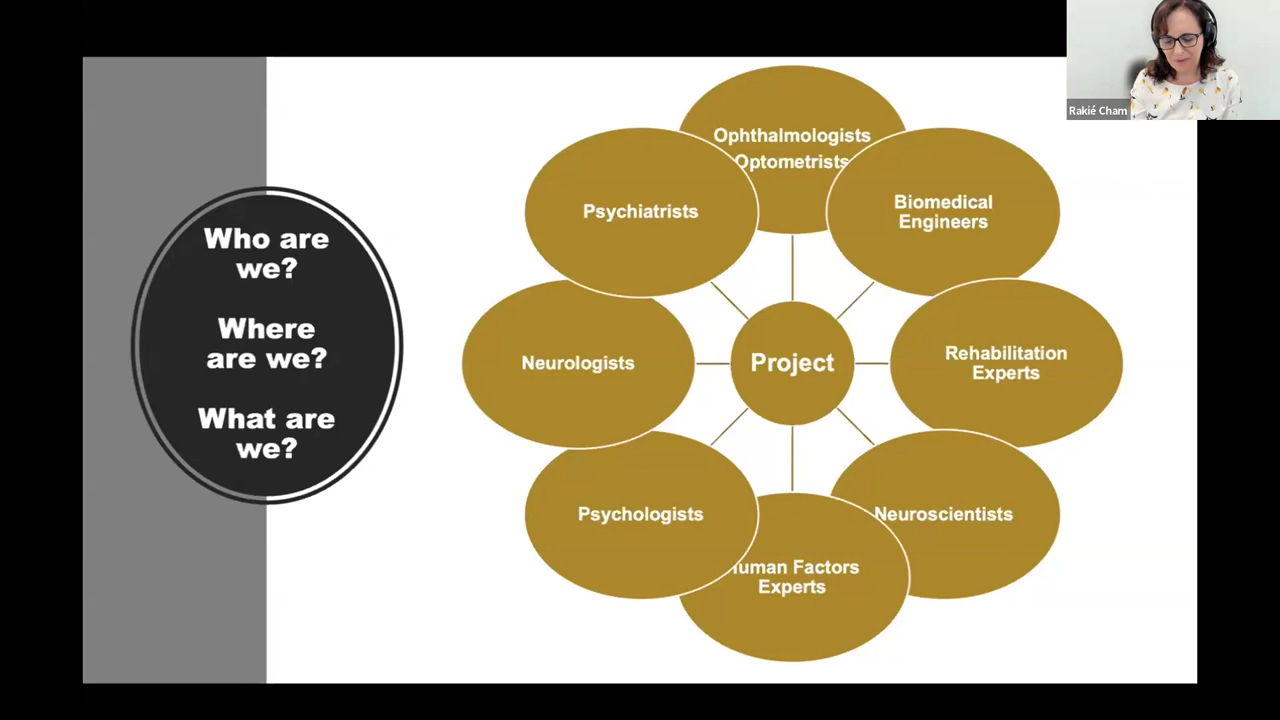 Rakié Cham
Who are
we?
Where
are we?
What are
we?
Ophthalmologists
Optometrists
Biomedical
Engineers
Rehabilitation
Experts
Neuroscientists
Human Factors
Experts
Psychologists
Neurologists
Psychiatrists
Project